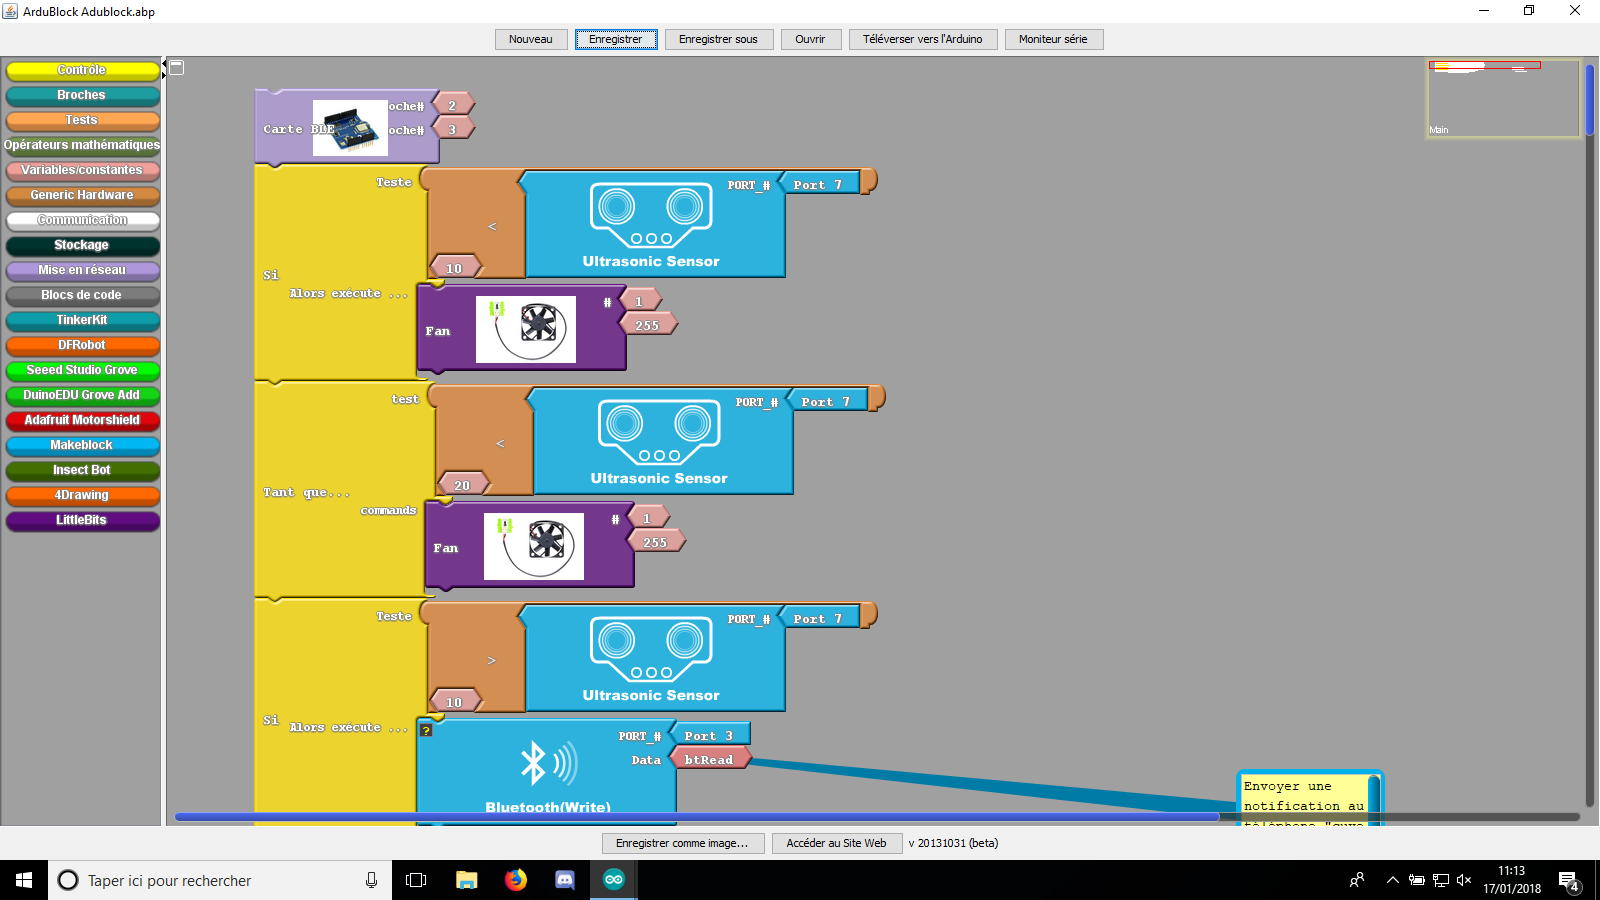 ArduBlock Adublock.abp
Nouveau
Enregistrer
Enregistrer sous
Ouvrir
Téléverser vers l'Arduino
Moniteur série
Contrôle
Broches
Tests
Opérateurs mathématiques
Variables/constantes
Generic Hardware
Communication
Stockage
Mise en réseau
Blocs de code
TinkerKit
DFRobot
Seeed Studio Grove
DuinoEDU Grove Add
Adafruit Motorshield
Makeblock
Insect Bot
4Drawing
LittleBits
Main
Carte BLE
oche# 2
oche# 3
Si
Teste
<
10
PORT_# Port 7
Ultrasonic Sensor
Alors exécute ...
Fan
# 1
255
Tant que...
test
<
20
PORT_# Port 7
Ultrasonic Sensor
commands
Fan
# 1
255
Si
Teste
>
10
PORT_# Port 7
Ultrasonic Sensor
Alors exécute ...
?
PORT_# Port 3
Data btRead
Bluetooth(Write)
Envoyer une
notification au
Enregistrer comme image...
Accéder au Site Web
v 20131031 (beta)
Taper ici pour rechercher
11:13
17/01/2018
4